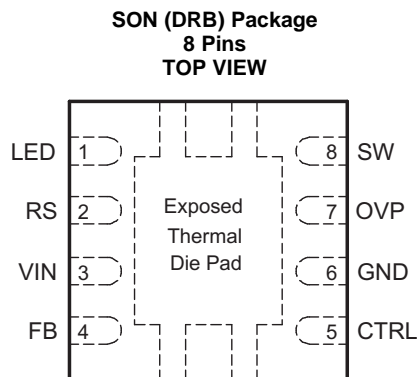 SON (DRB) Package
8 Pins
TOP VIEW
LED 1 8 SW
RS 2 7 OVP
VIN 3 6 GND
FB 4 5 CTRL
Exposed
Thermal
Die Pad